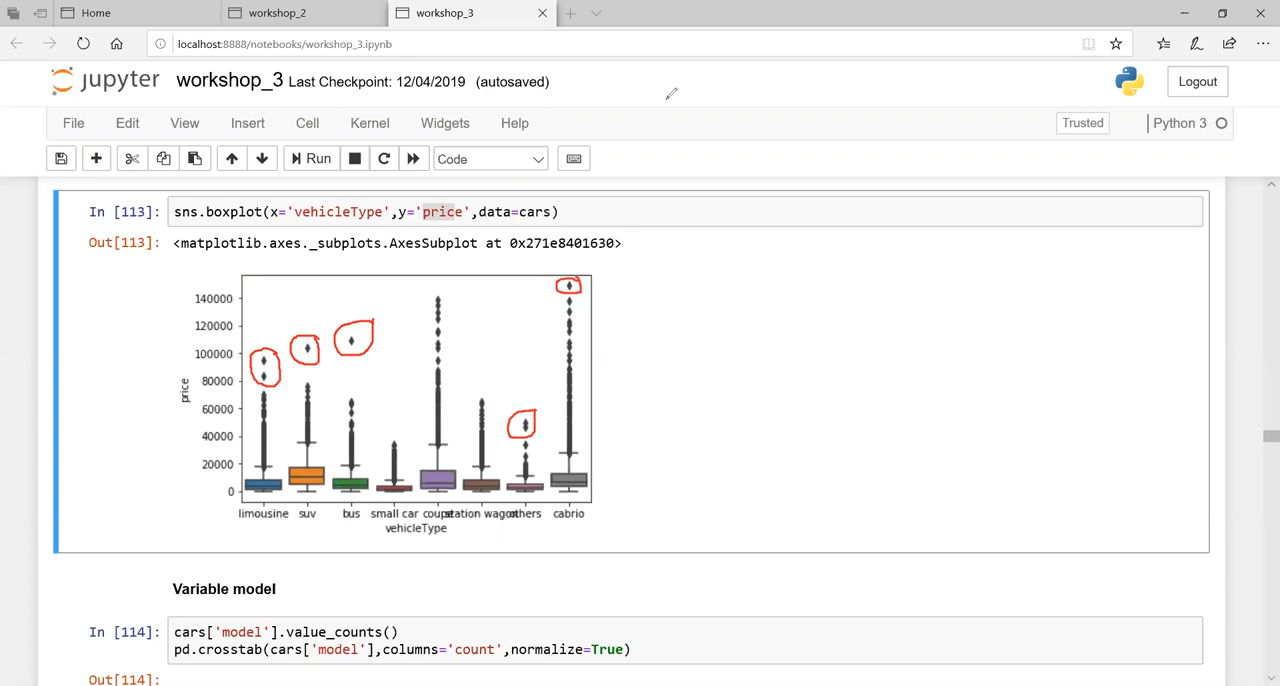 Home
workshop_2
workshop_3
localhost:8888/notebooks/workshop_3.ipynb
jupyter workshop_3 Last Checkpoint: 12/04/2019 (autosaved)
Logout
File Edit View Insert Cell Kernel Widgets Help
Trusted
Python 3
Run
Code
In [113]: sns.boxplot(x='vehicleType',y='price',data=cars)
Out[113]: <matplotlib.axes._subplots.AxesSubplot at 0x271e8401630>
140000
120000
100000
80000
60000
40000
20000
0
price
limousine suv bus small car coupe station wagon others cabrio
vehicleType
Variable model
In [114]: cars['model'].value_counts()
pd.crosstab(cars['model'],columns='count',normalize=True)
Out[114]: